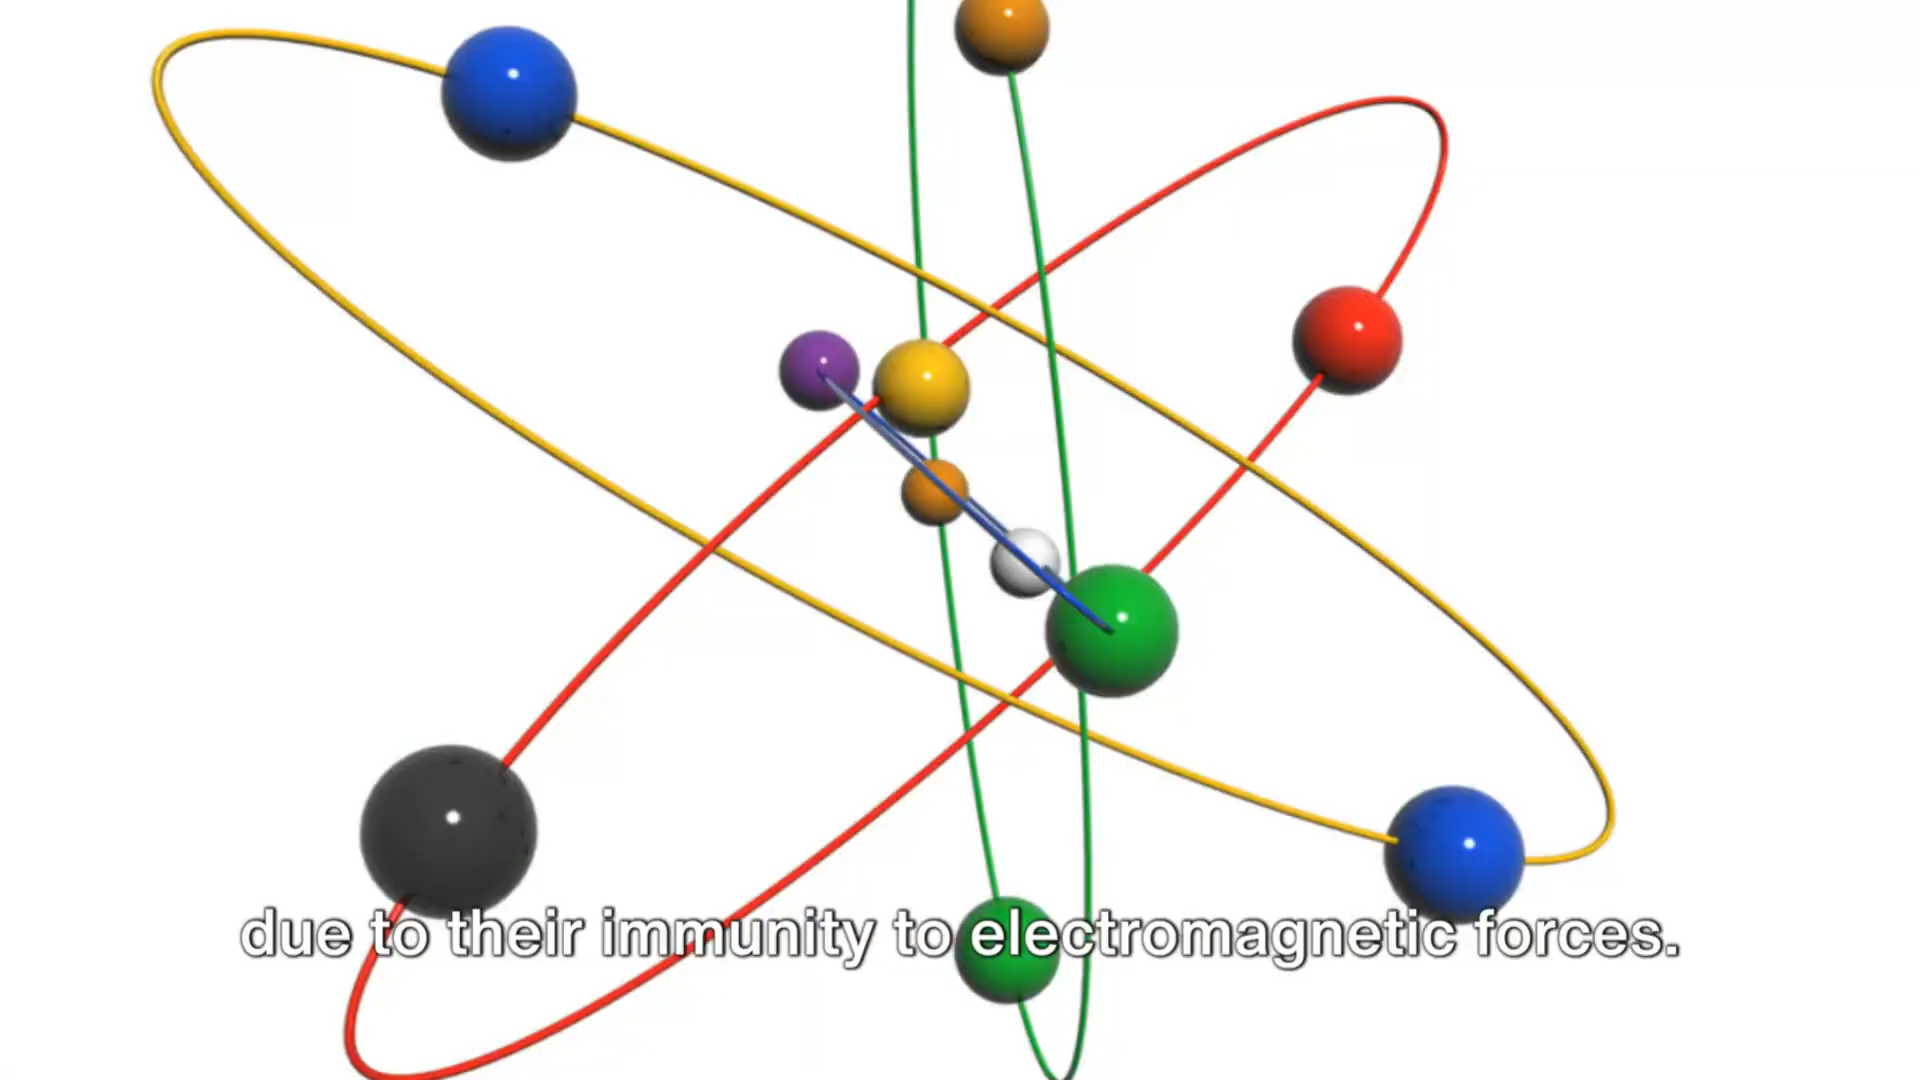 due to their immunity to electromagnetic forces.